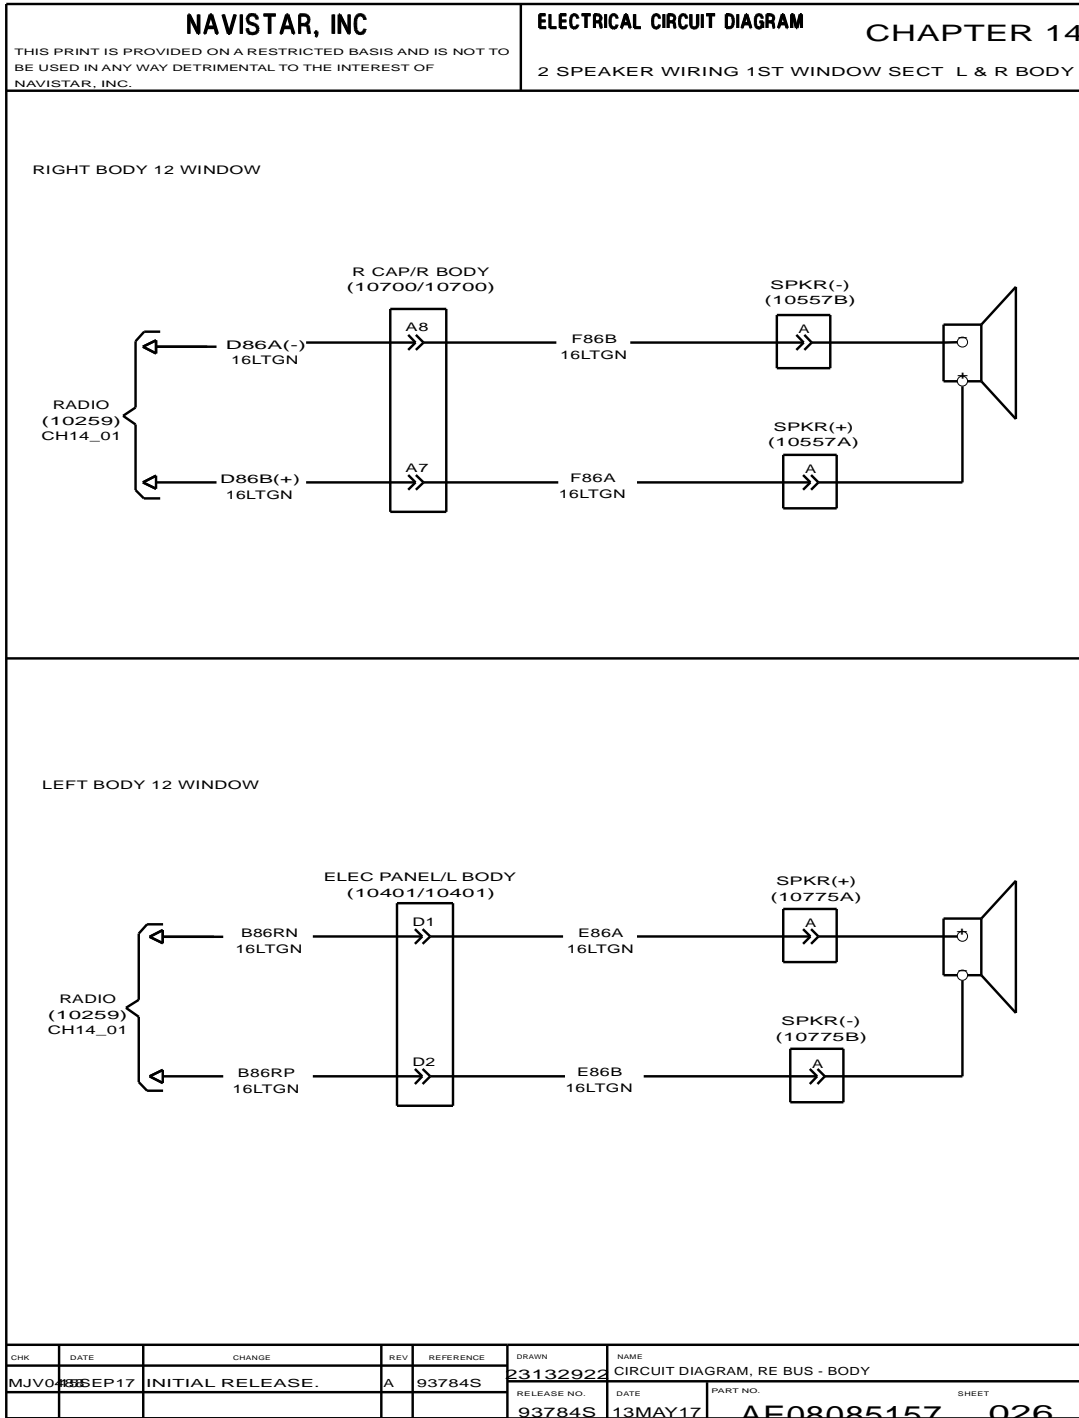 NAVISTAR, INC
THIS PRINT IS PROVIDED ON A RESTRICTED BASIS AND IS NOT TO
BE USED IN ANY WAY DETRIMENTAL TO THE INTEREST OF
NAVISTAR, INC.
ELECTRICAL CIRCUIT DIAGRAM
CHAPTER 14
2 SPEAKER WIRING 1ST WINDOW SECT L & R BODY
RIGHT BODY 12 WINDOW
R CAP/R BODY
(10700/10700)
SPKR(-)
(10557B)
A8
A
D86A(-)
16LTGN
F86B
16LTGN
RADIO
(10259)
CH14_01
SPKR(+)
(10557A)
A7
A
D86B(+)
16LTGN
F86A
16LTGN
+
LEFT BODY 12 WINDOW
ELEC PANEL/L BODY
(10401/10401)
SPKR(+)
(10775A)
D1
A
B86RN
16LTGN
E86A
16LTGN
+
RADIO
(10259)
CH14_01
SPKR(-)
(10775B)
D2
A
B86RP
16LTGN
E86B
16LTGN
CHK DATE CHANGE REV REFERENCE
INITIAL RELEASE. A 93784S
DRAWN
23132922
NAME
CIRCUIT DIAGRAM, RE BUS - BODY
RELEASE NO.
93784S
DATE
13MAY17
PART NO.
AE08085157
SHEET
026